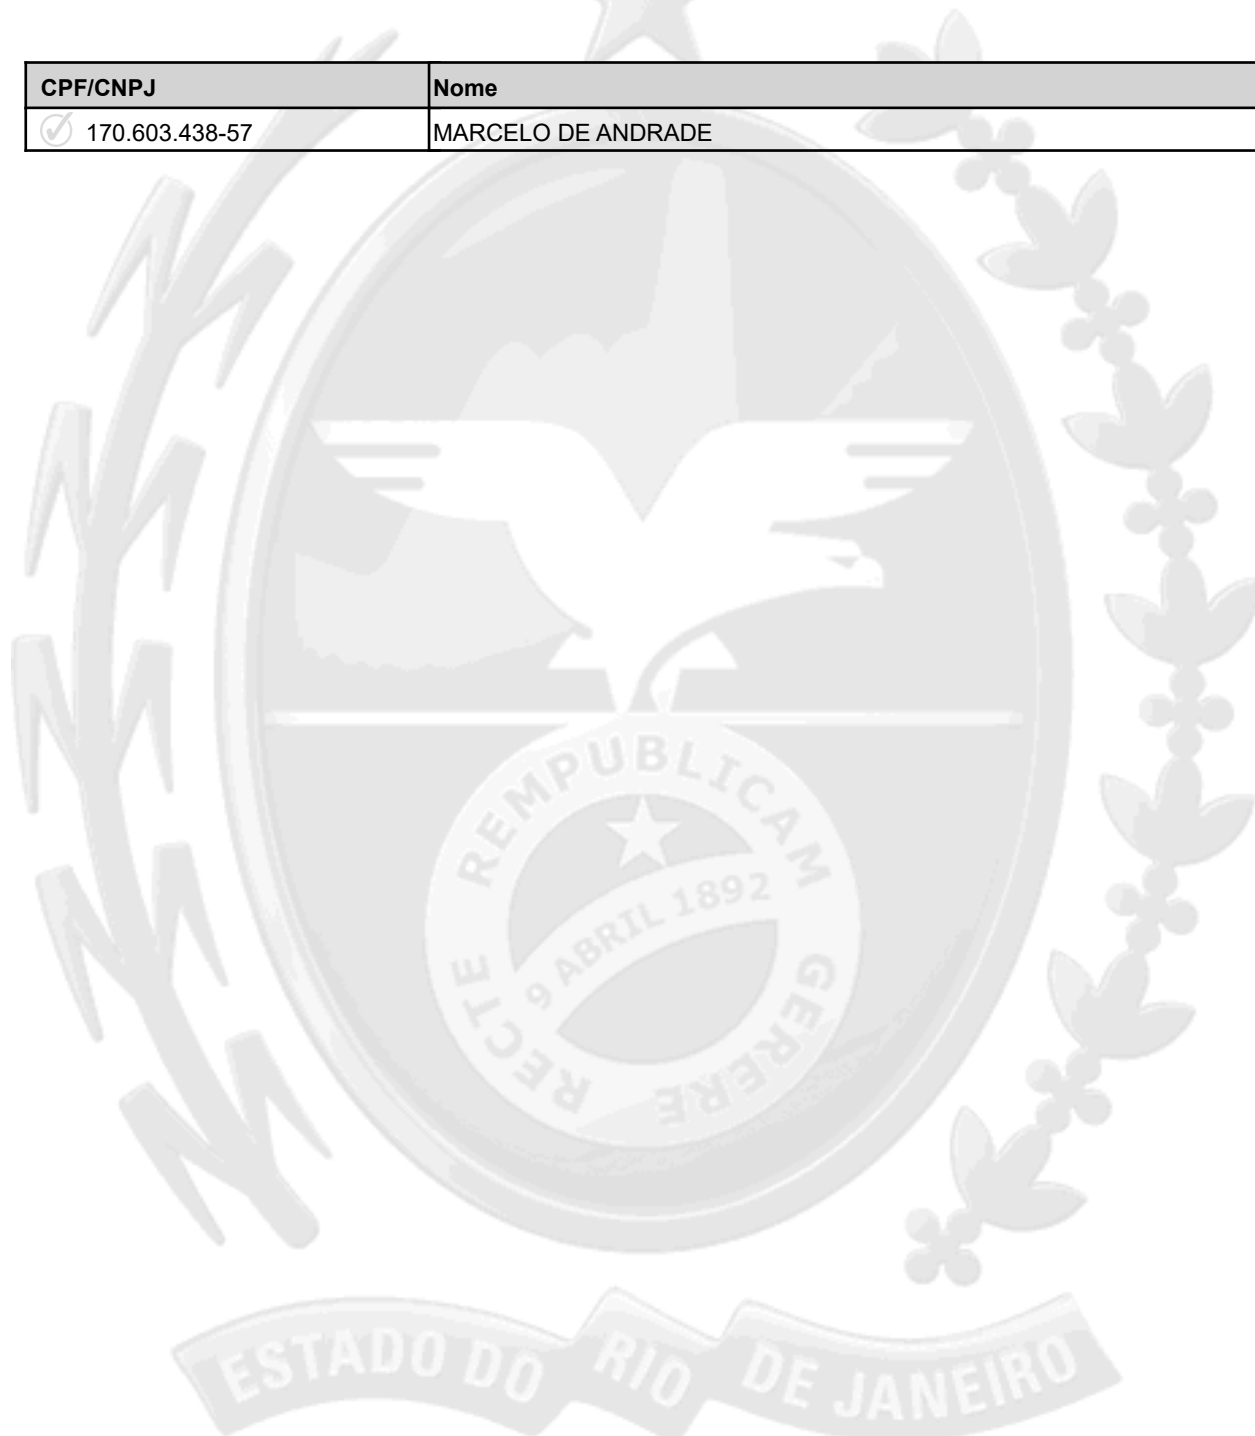 CPF/CNPJ Nome
170.603.438-57 MARCELO DE ANDRADE
REMPUBLICAM
9 ABRIL 1892
RECTE GERERE
ESTADO DO RIO DE JANEIRO